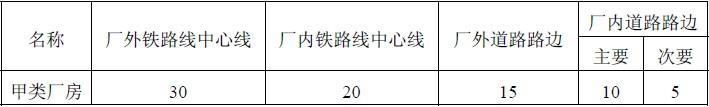 名称 厂外铁路线中心线 厂内铁路线中心线 厂外道路路边 厂内道路路边
主要 次要
甲类厂房 30 20 15 10 5